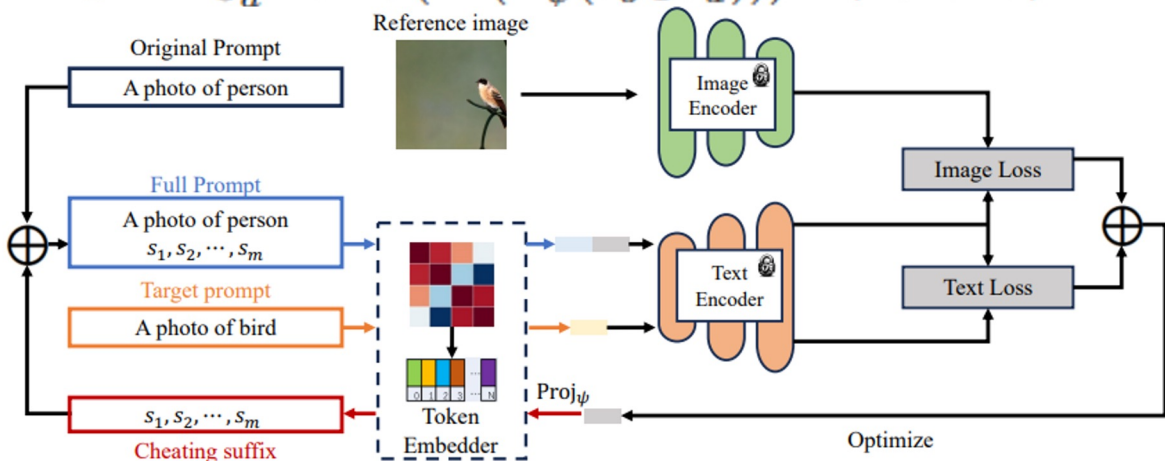 Reference image
Original Prompt
A photo of person
Image
Encoder
Image Loss
Full Prompt
A photo of person
s₁, s₂, ⋯, sₘ
Text
Encoder
Text Loss
Target prompt
A photo of bird
0 1 2 3 ... N
Token
Embedder
Projψ
s₁, s₂, ⋯, sₘ
Cheating suffix
Optimize